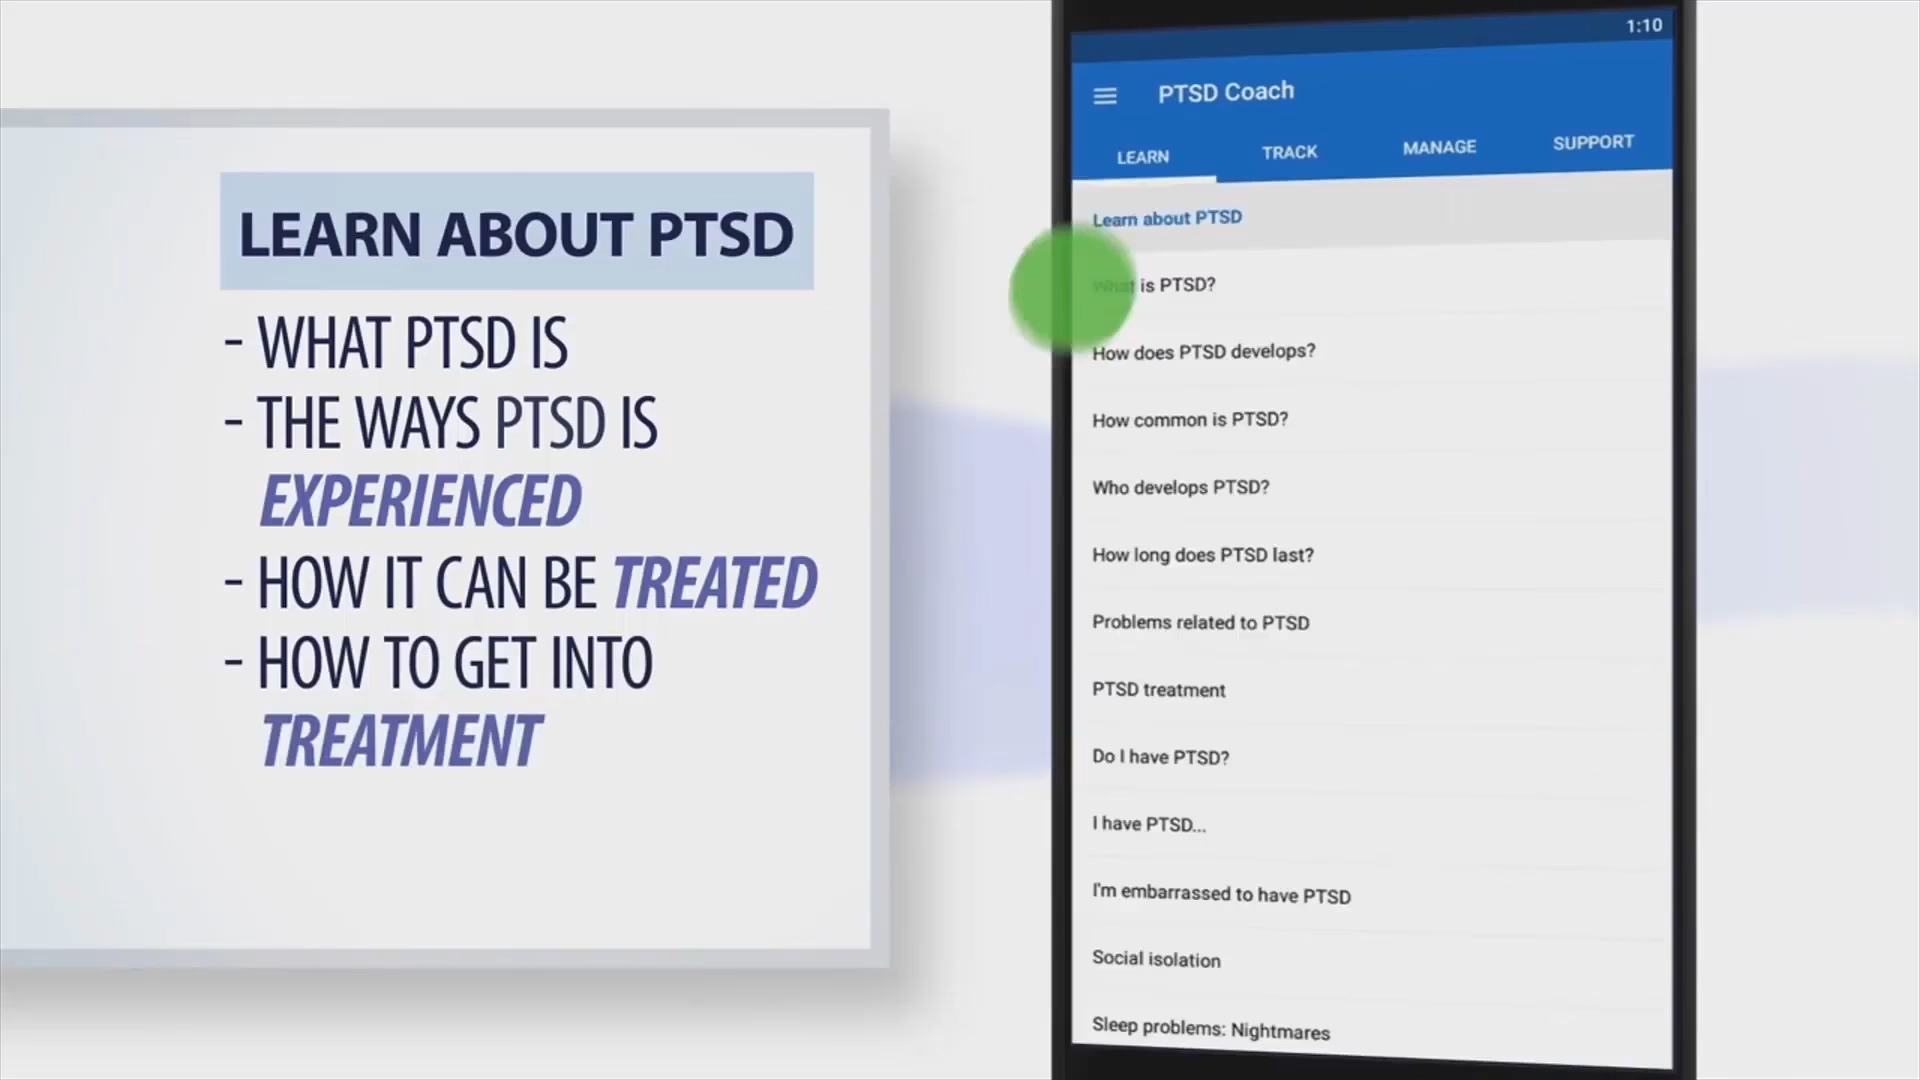 LEARN ABOUT PTSD
- WHAT PTSD IS
- THE WAYS PTSD IS
EXPERIENCED
- HOW IT CAN BE TREATED
- HOW TO GET INTO
TREATMENT
1:10
PTSD Coach
LEARN TRACK MANAGE SUPPORT
Learn about PTSD
What is PTSD?
How does PTSD develops?
How common is PTSD?
Who develops PTSD?
How long does PTSD last?
Problems related to PTSD
PTSD treatment
Do I have PTSD?
I have PTSD...
I'm embarrassed to have PTSD
Social isolation
Sleep problems: Nightmares